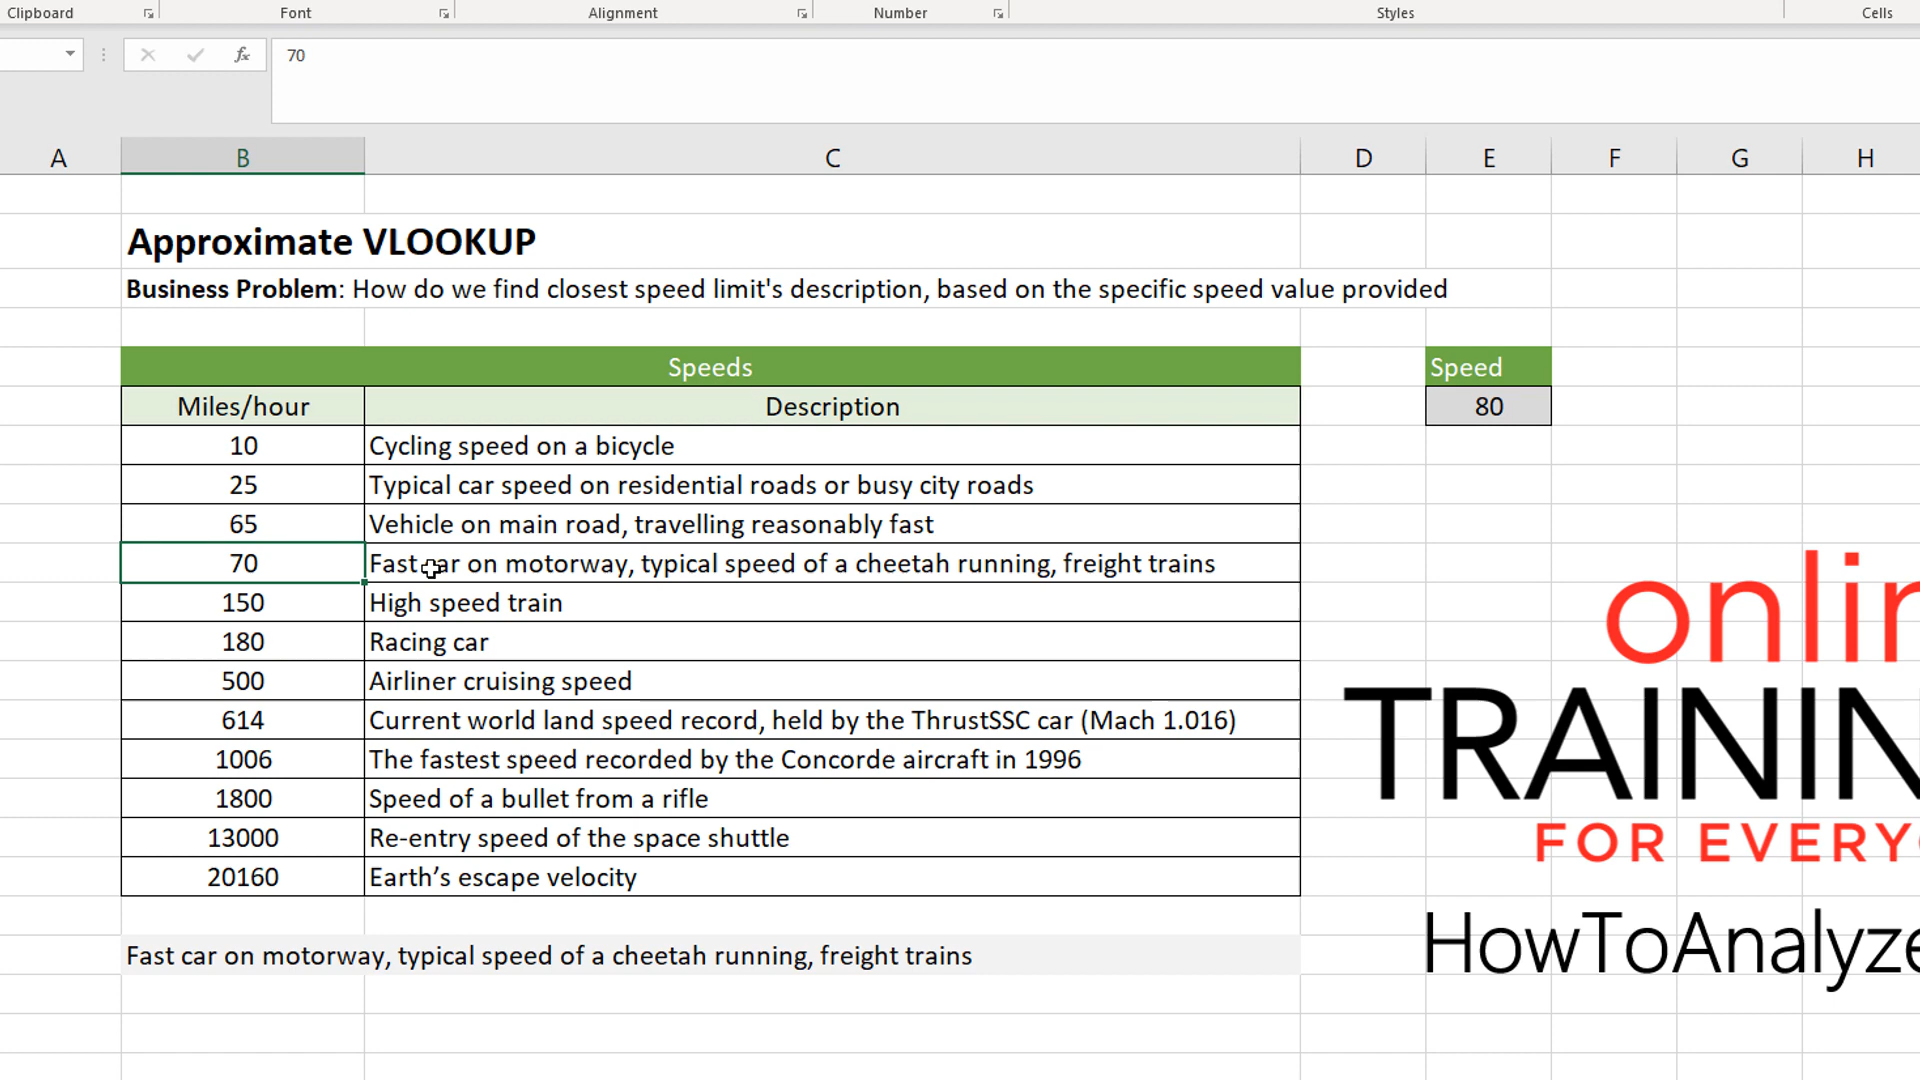 Clipboard Font Alignment Number Styles Cells
fx 70
A B C D E F G H
Approximate VLOOKUP
Business Problem: How do we find closest speed limit's description, based on the specific speed value provided
Speeds Speed
Miles/hour Description 80
10 Cycling speed on a bicycle
25 Typical car speed on residential roads or busy city roads
65 Vehicle on main road, travelling reasonably fast
70 Fast car on motorway, typical speed of a cheetah running, freight trains
150 High speed train
180 Racing car
500 Airliner cruising speed
614 Current world land speed record, held by the ThrustSSC car (Mach 1.016)
1006 The fastest speed recorded by the Concorde aircraft in 1996
1800 Speed of a bullet from a rifle
13000 Re-entry speed of the space shuttle
20160 Earth’s escape velocity
Fast car on motorway, typical speed of a cheetah running, freight trains
onlin
TRAININ
FOR EVERYO
HowToAnalyze